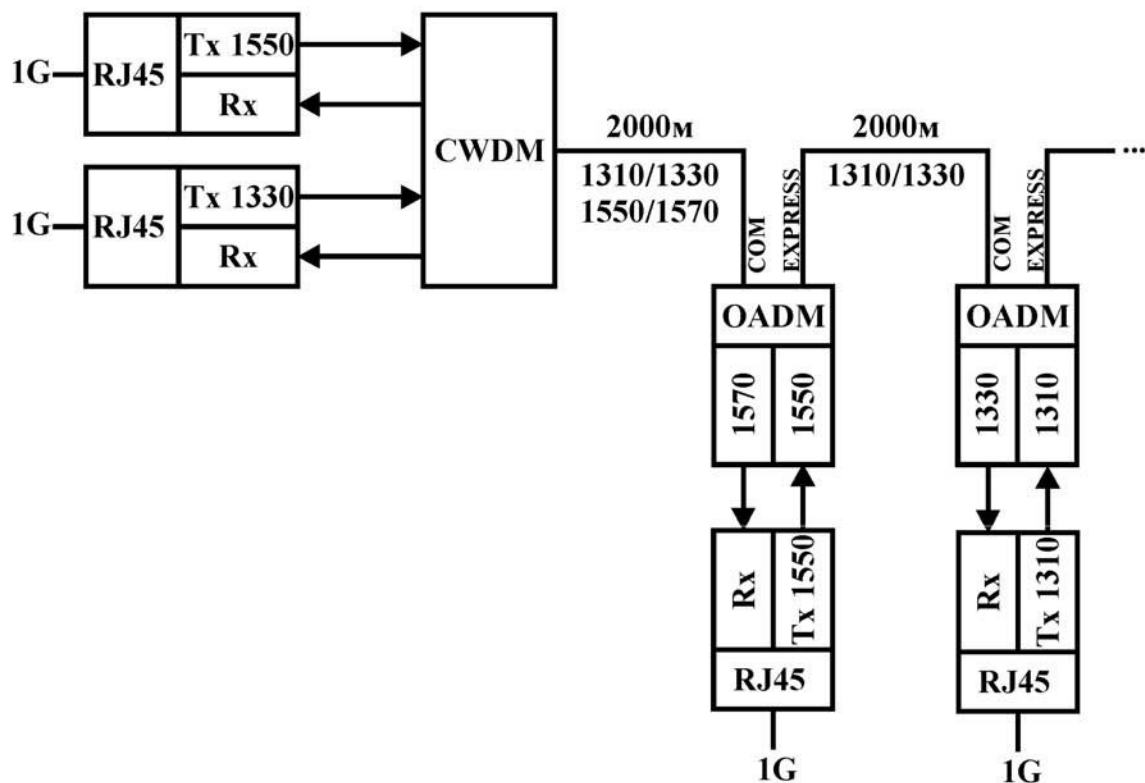 1G
RJ45
Tx 1550
Rx
1G
RJ45
Tx 1330
Rx
CWDM
2000м
1310/1330
1550/1570
2000м
1310/1330
...
COM
EXPRESS
COM
EXPRESS
OADM
1570
1550
OADM
1330
1310
Rx
Tx 1550
RJ45
1G
Rx
Tx 1310
RJ45
1G